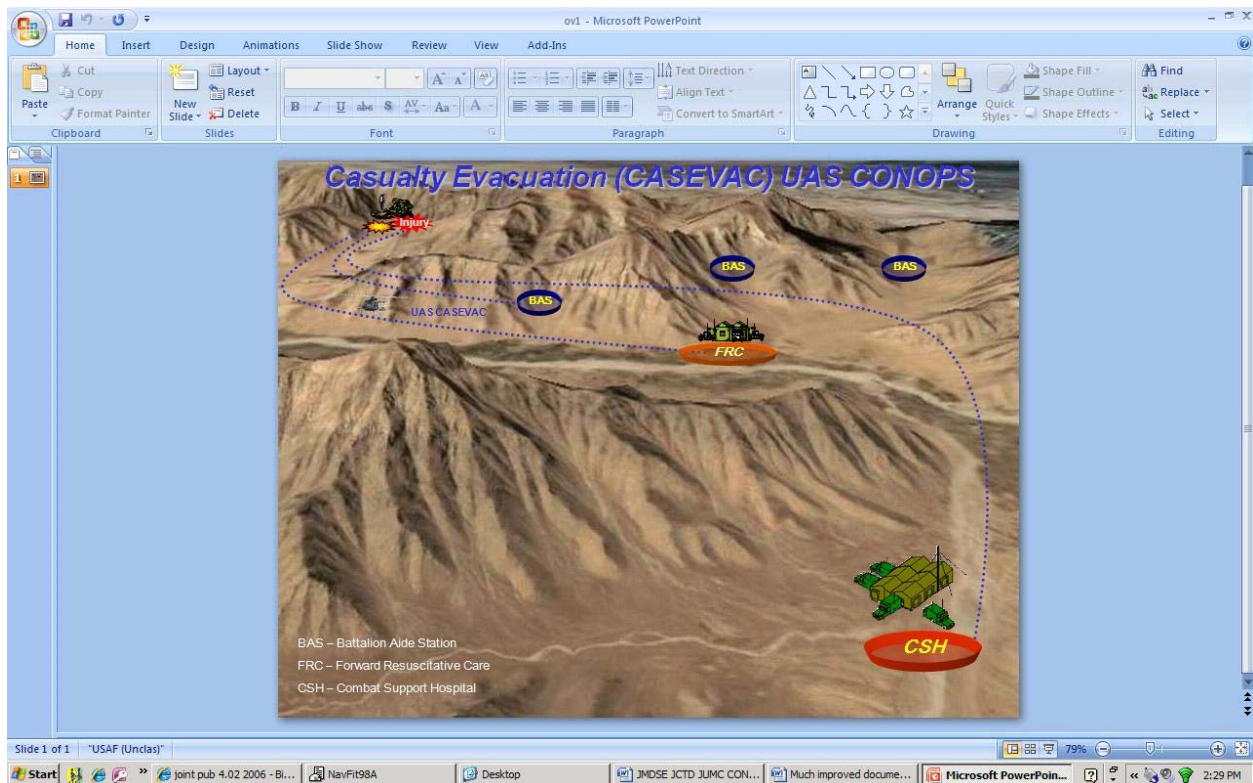 ov1 - Microsoft PowerPoint
Home Insert Design Animations Slide Show Review View Add-Ins
Paste
Cut
Copy
Format Painter
Clipboard
New Slide
Layout
Reset
Delete
Slides
B I U abc S AV Aa A
Font
Text Direction
Align Text
Convert to SmartArt
Paragraph
Arrange
Quick Styles
Shape Fill
Shape Outline
Shape Effects
Drawing
Find
Replace
Select
Editing
1
Casualty Evacuation (CASEVAC) UAS CONOPS
Injury
BAS
BAS
BAS
UAS CASEVAC
FRC
CSH
BAS – Battalion Aide Station
FRC – Forward Resuscitative Care
CSH – Combat Support Hospital
Slide 1 of 1 "USAF (Unclas)" 79%
Start » joint pub 4.02 2006 - Bi... NavFit98A Desktop JMDSE JCTD JUMC CON... Much improved docume... Microsoft PowerPoin... « 2:29 PM